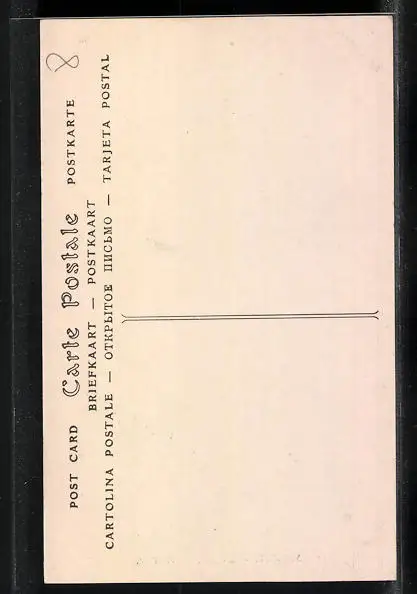 POST CARD Carte Postale POSTKARTE
BRIEFKAART — POSTKAART
CARTOLINA POSTALE — ОТКРЫТОЕ ПИСЬМО — TARJETA POSTAL
8